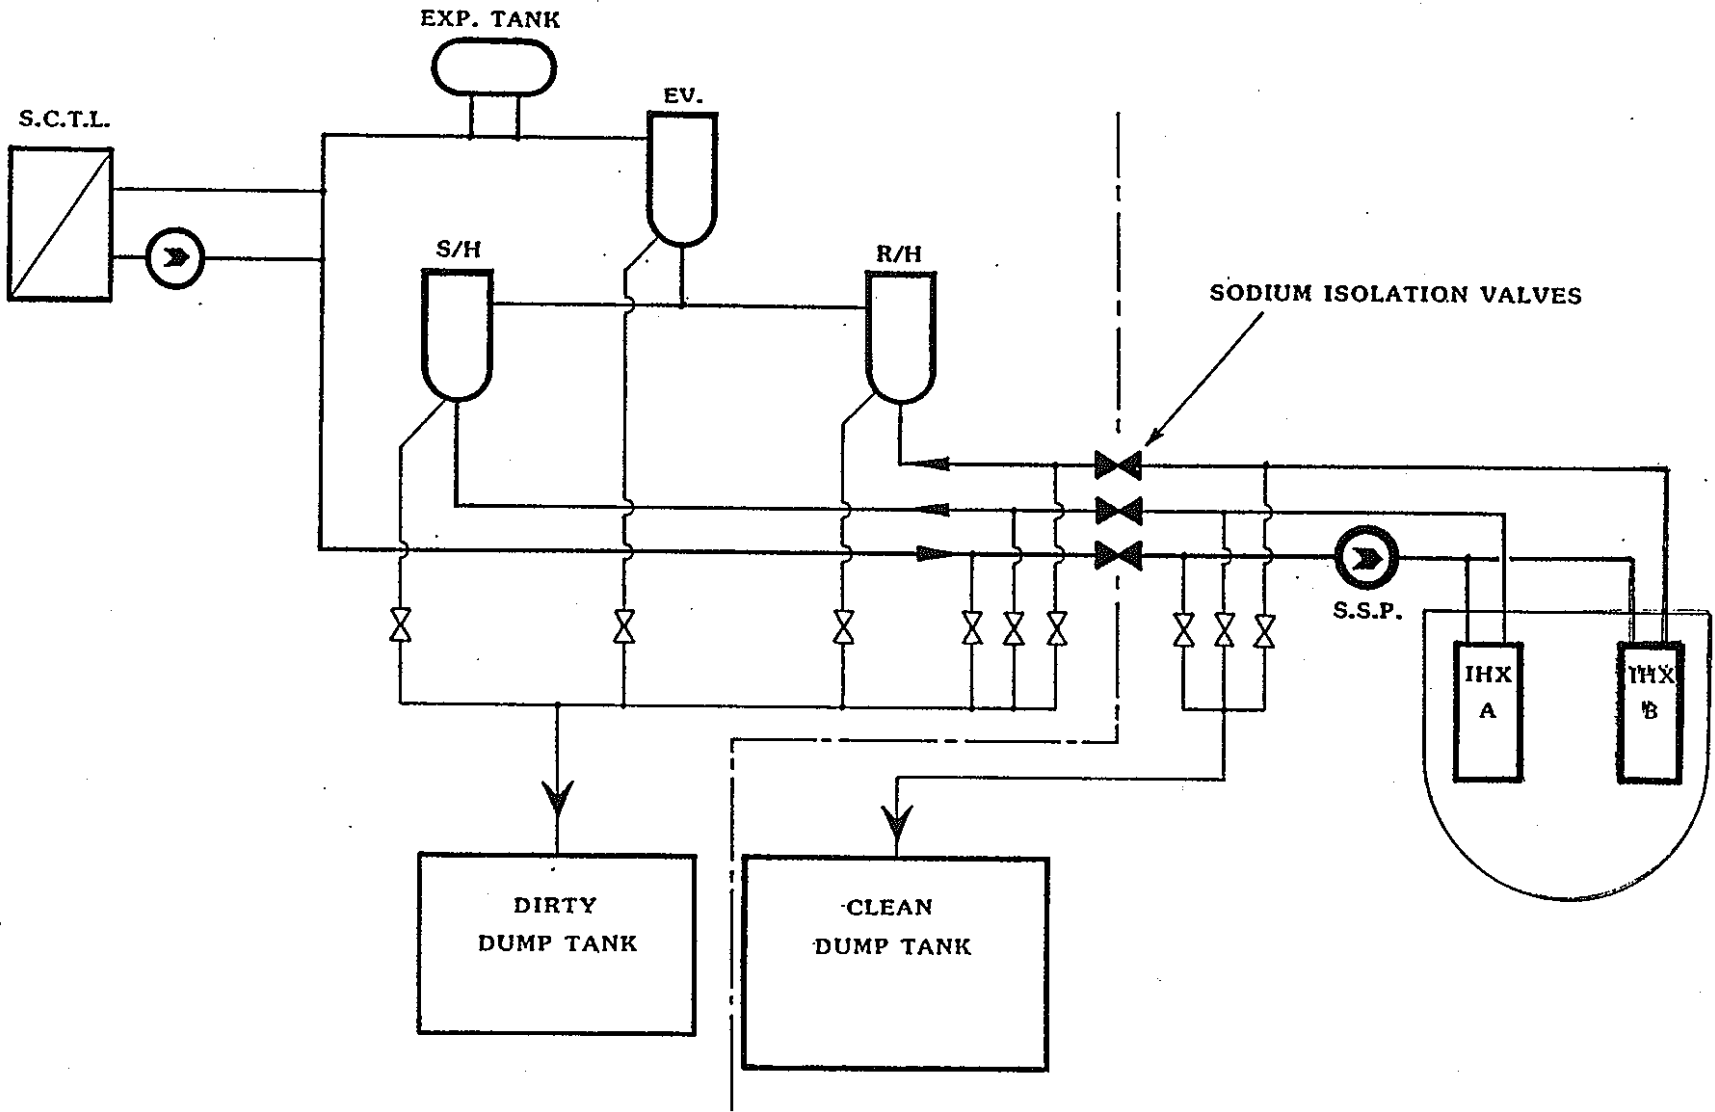 EXP. TANK
EV.
S.C.T.L.
S/H
R/H
SODIUM ISOLATION VALVES
S.S.P.
IHX
A
IHX
B
DIRTY
DUMP TANK
CLEAN
DUMP TANK